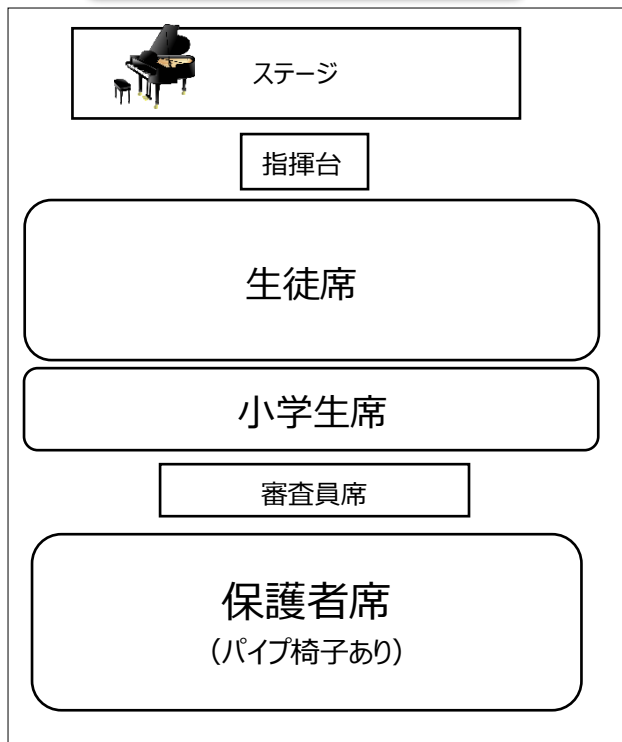 ステージ
指揮台
生徒席
小学生席
審査員席
保護者席
（パイプ椅子あり）